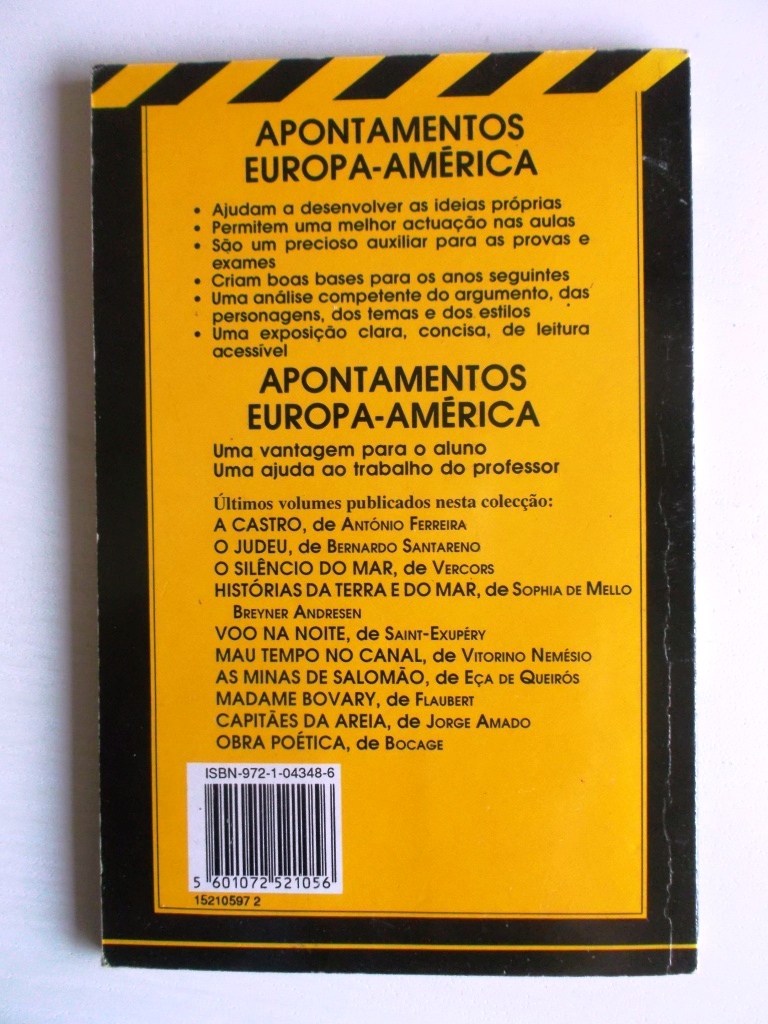 APONTAMENTOS
EUROPA-AMÉRICA
• Ajudam a desenvolver as ideias próprias
• Permitem uma melhor actuação nas aulas
• São um precioso auxiliar para as provas e
exames
• Criam boas bases para os anos seguintes
• Uma análise competente do argumento, das
personagens, dos temas e dos estilos
• Uma exposição clara, concisa, de leitura
acessível
APONTAMENTOS
EUROPA-AMÉRICA
Uma vantagem para o aluno
Uma ajuda ao trabalho do professor
Últimos volumes publicados nesta colecção:
A CASTRO, de ANTÓNIO FERREIRA
O JUDEU, de BERNARDO SANTARENO
O SILÊNCIO DO MAR, de VERCORS
HISTÓRIAS DA TERRA E DO MAR, de SOPHIA DE MELLO
BREYNER ANDRESEN
VOO NA NOITE, de SAINT-EXUPÉRY
MAU TEMPO NO CANAL, de VITORINO NEMÉSIO
AS MINAS DE SALOMÃO, de EÇA DE QUEIRÓS
MADAME BOVARY, de FLAUBERT
CAPITÃES DA AREIA, de JORGE AMADO
OBRA POÉTICA, de BOCAGE
ISBN-972-1-04348-6
5 601072 521056
15210597 2